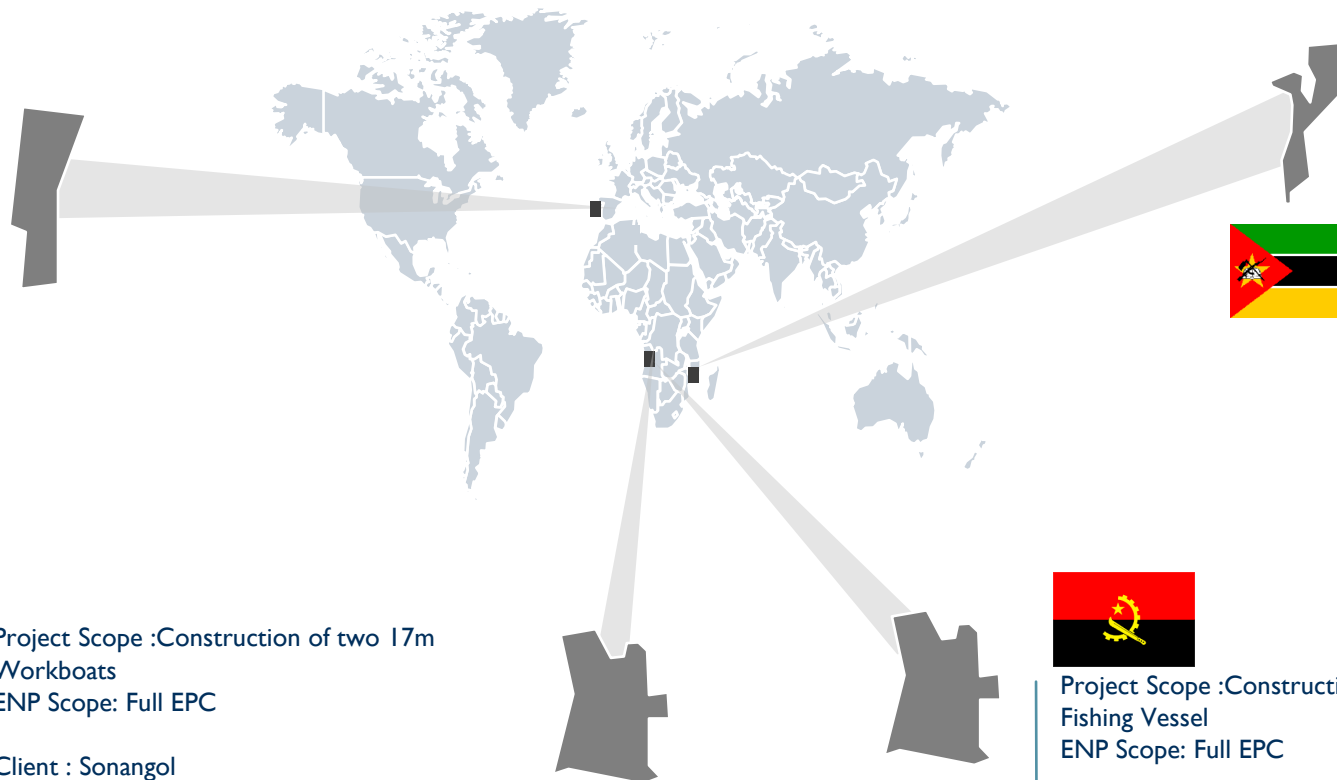 Project Scope :Construction of two 17m
Workboats
ENP Scope: Full EPC
Client : Sonangol
Project Scope :Constructi
Fishing Vessel
ENP Scope: Full EPC